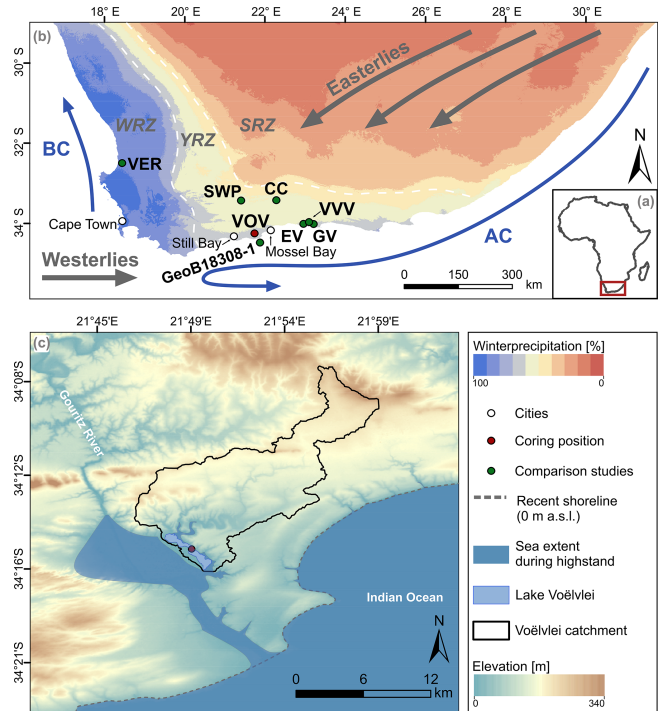 18° E
20° E
22° E
24° E
26° E
28° E
30° E
(b)
30° S
32° S
34° S
Easterlies
WRZ
YRZ
SRZ
BC
VER
SWP
CC
VVV
VOV
Cape Town
Still Bay
EV
GV
Mossel Bay
GeoB18308-1
Westerlies
AC
N
(a)
0 150 300
km
21°45'E
21°49'E
21°54'E
21°59'E
(c)
34°08'S
34°12'S
34°16'S
34°21'S
Gouritz River
Indian Ocean
N
0 6 12
km
Winterprecipitation [%]
100 0
Cities
Coring position
Comparison studies
Recent shoreline
(0 m a.s.l.)
Sea extent
during highstand
Lake Voëlvlei
Voëlvlei catchment
Elevation [m]
0 340